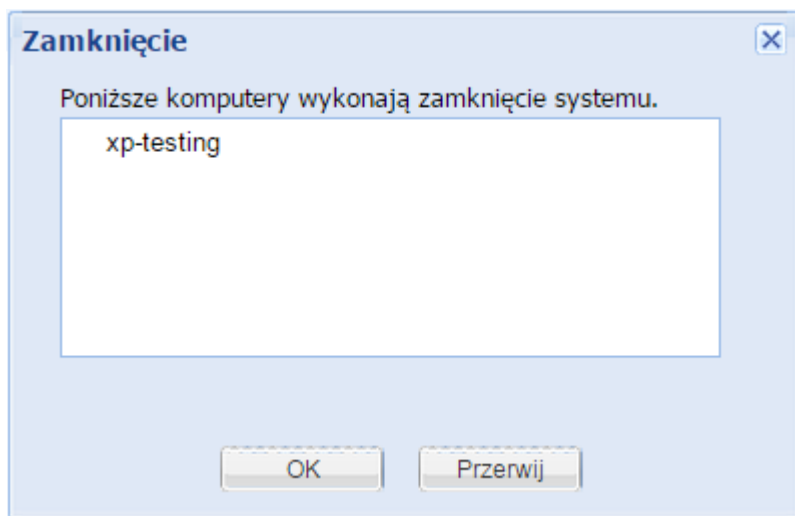 Zamknięcie
Poniższe komputery wykonają zamknięcie systemu.
xp-testing
OK
Przerwij